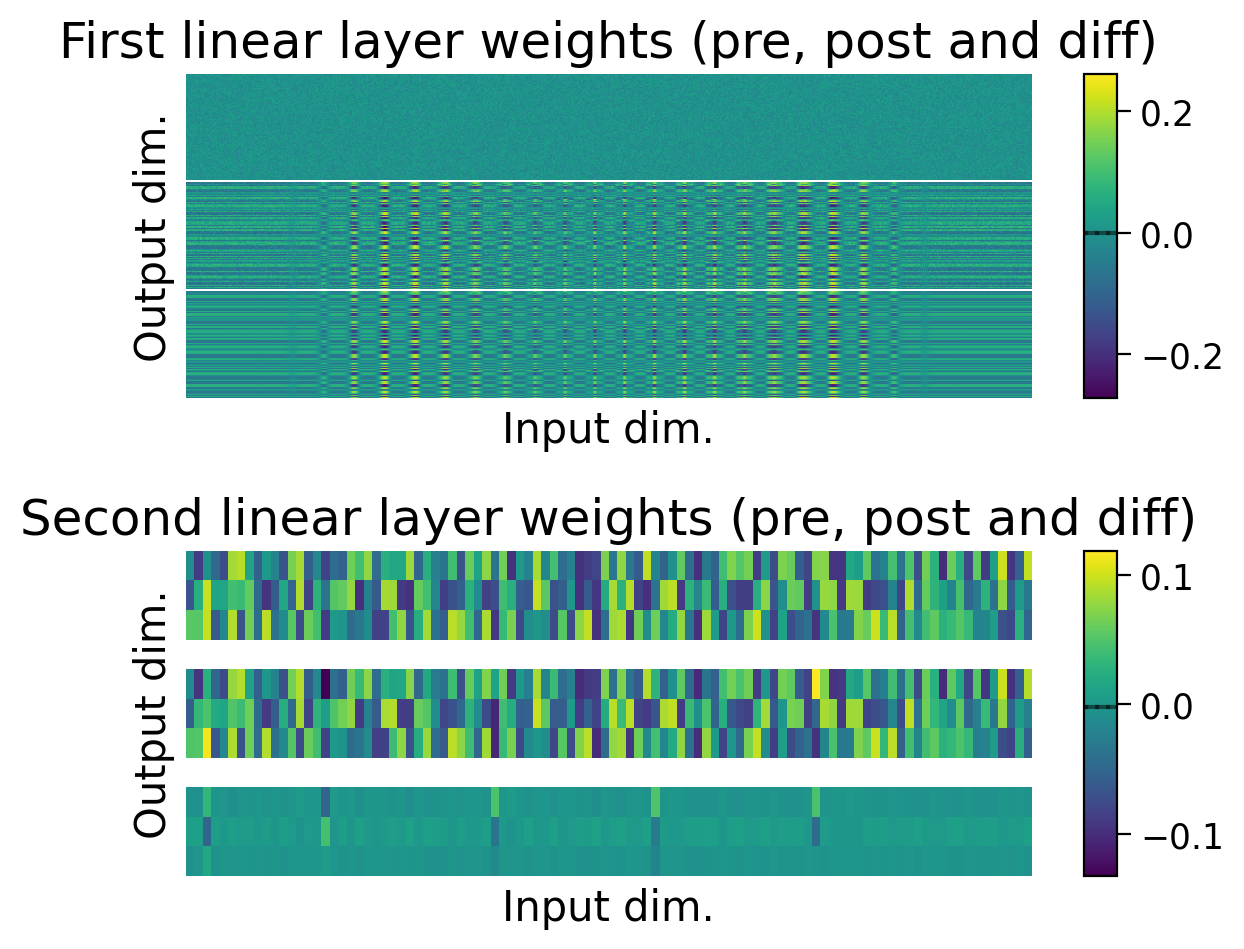 First linear layer weights (pre, post and diff)
Output dim.
0.2
0.0
−0.2
Input dim.
Second linear layer weights (pre, post and diff)
Output dim.
0.1
0.0
−0.1
Input dim.